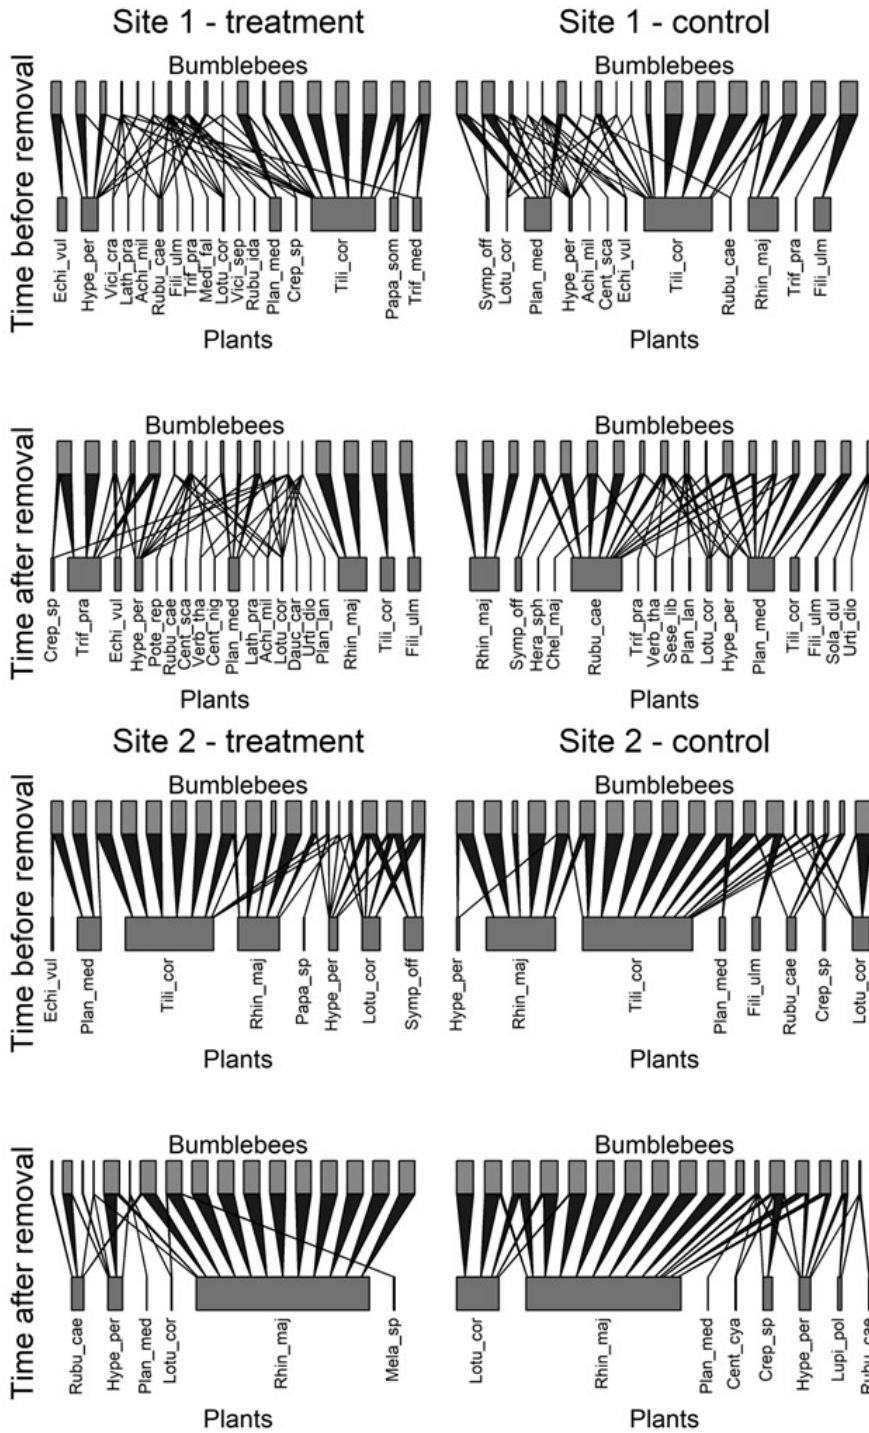 Site 1 - treatment
Site 1 - control
Time before removal
Bumblebees
Bumblebees
Echi_vul
Hype_per
Vici_cra
Lath_pra
Achi_mil
Rubu_cae
Fili_ulm
Trif_pra
Medi_fal
Lotu_cor
Vici_sep
Rubu_ida
Plan_med
Crep_sp
Tili_cor
Papa_som
Trif_med
Symp_off
Lotu_cor
Plan_med
Hype_per
Achi_mil
Cent_sca
Echi_vul
Tili_cor
Rubu_cae
Rhin_maj
Trif_pra
Fili_ulm
Plants
Plants
Time after removal
Bumblebees
Bumblebees
Crep_sp
Trif_pra
Echi_vul
Hype_per
Pote_rep
Rubu_cae
Cent_sca
Verb_tha
Cent_nig
Plan_med
Lath_pra
Achi_mil
Lotu_cor
Dauc_car
Urti_dio
Plan_lan
Rhin_maj
Tili_cor
Fili_ulm
Rhin_maj
Symp_off
Hera_sph
Chel_maj
Rubu_cae
Trif_pra
Verb_tha
Sese_lib
Plan_lan
Lotu_cor
Hype_per
Plan_med
Tili_cor
Fili_ulm
Sola_dul
Urti_dio
Plants
Plants
Site 2 - treatment
Site 2 - control
Time before removal
Bumblebees
Bumblebees
Echi_vul
Plan_med
Tili_cor
Rhin_maj
Papa_sp
Hype_per
Lotu_cor
Symp_off
Hype_per
Rhin_maj
Tili_cor
Plan_med
Fili_ulm
Rubu_cae
Crep_sp
Lotu_cor
Plants
Plants
Time after removal
Bumblebees
Bumblebees
Rubu_cae
Hype_per
Plan_med
Lotu_cor
Rhin_maj
Mela_sp
Lotu_cor
Rhin_maj
Plan_med
Cent_cya
Crep_sp
Hype_per
Lupi_pol
Rubu_cae
Plants
Plants